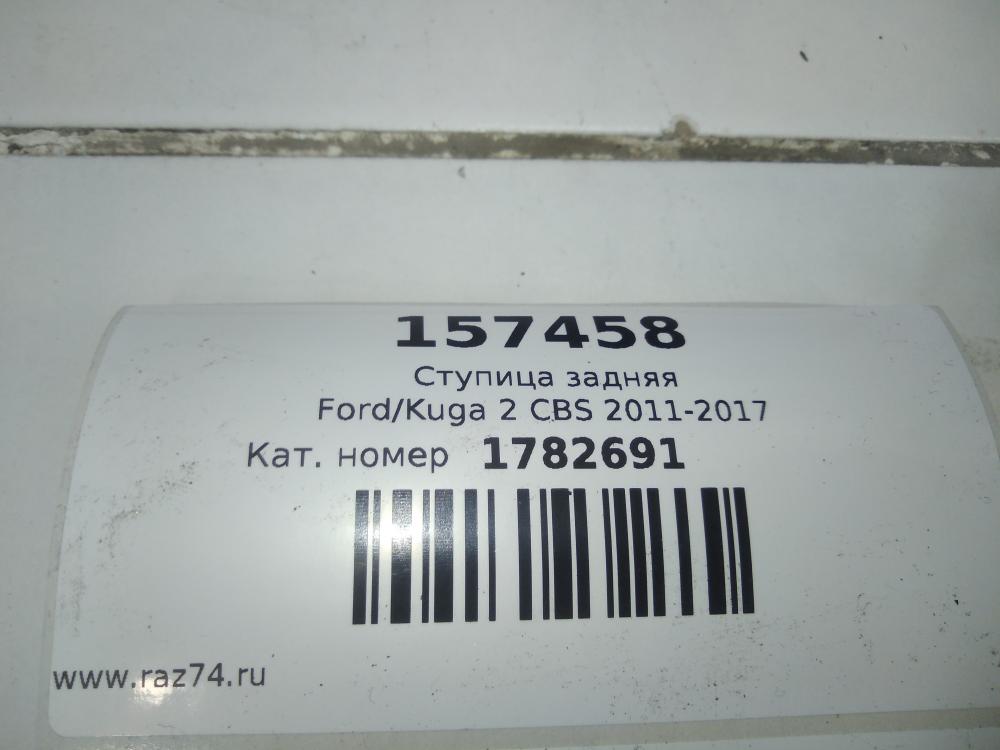 157458
Ступица задняя
Ford/Kuga 2 CBS 2011-2017
Кат. номер 1782691
www.raz74.ru